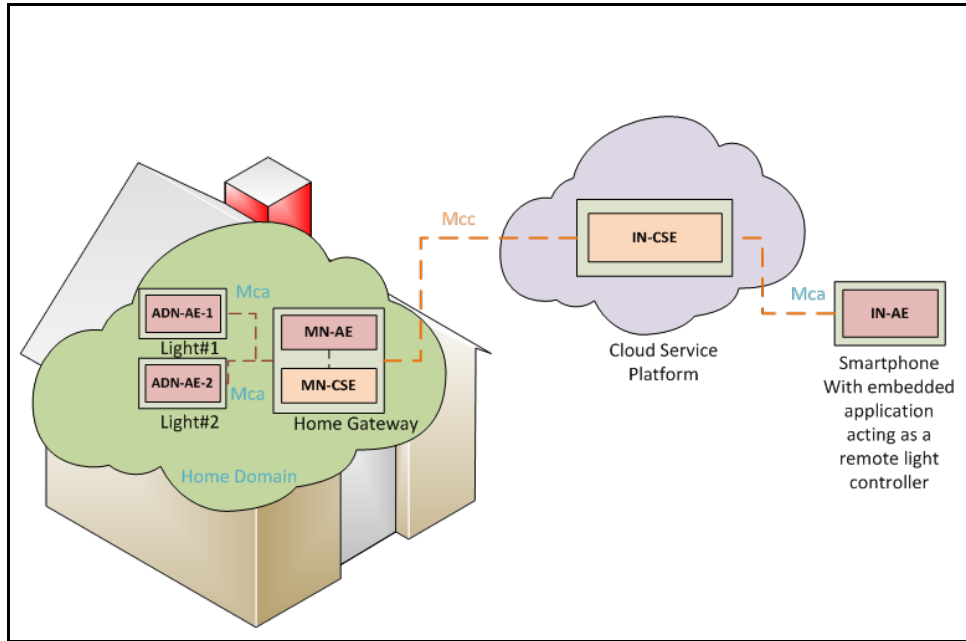 Mcc
IN-CSE
Mca
ADN-AE-1
Light#1
ADN-AE-2
Mca
Light#2
MN-AE
MN-CSE
Home Gateway
Home Domain
Cloud Service
Platform
Mca
IN-AE
Smartphone
With embedded
application
acting as a
remote light
controller